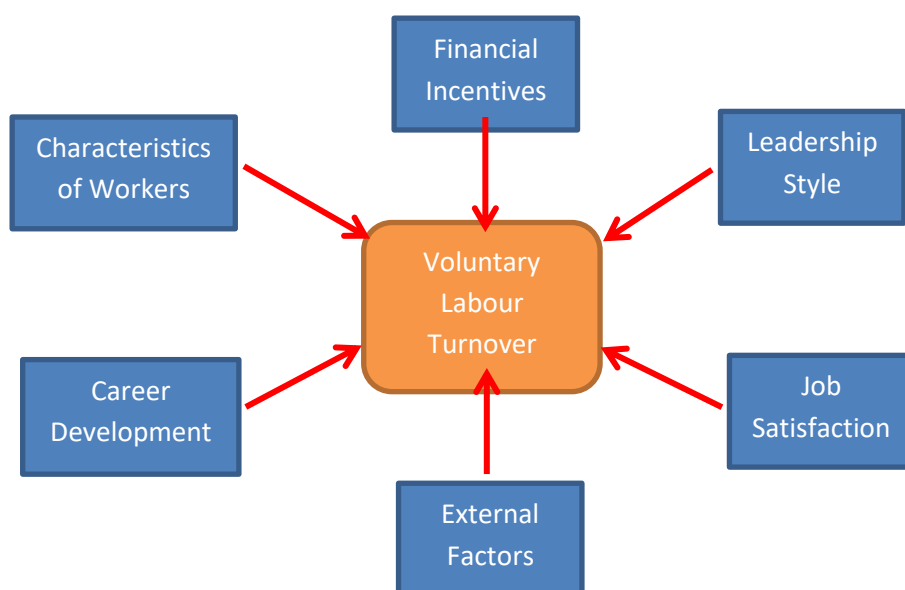 Financial
Incentives
Characteristics
of Workers
Leadership
Style
Voluntary
Labour
Turnover
Career
Development
Job
Satisfaction
External
Factors